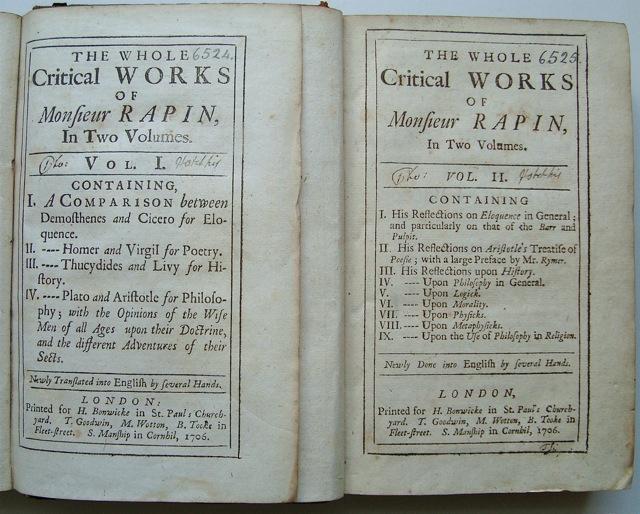 THE WHOLE 6524.
Critical WORKS
OF
Monſieur RAPIN,
In Two Volumes.
Tho: VOL. I. Hotchkis
CONTAINING,
I. A COMPARISON between
Demoſthenes and Cicero for Elo-
quence.
II. ---- Homer and Virgil for Poetry.
III. ---- Thucydides and Livy for Hi-
ſtory.
IV. ---- Plato and Ariſtotle for Philoſo-
phy; with the Opinions of the Wiſe
Men of all Ages upon their Doctrine,
and the different Adventures of their
Sects.
Newly Tranſlated into Engliſh by ſeveral Hands.
LONDON:
Printed for H. Bonwicke in St. Paul's Church-
yard. T. Goodwin, M. Wotton, B. Tooke in
Fleet-ſtreet. S. Manſhip in Cornhil, 1706.
THE WHOLE 6525.
Critical WORKS
OF
Monſieur RAPIN,
In Two Volumes.
Tho: VOL. II. Hotchkis
CONTAINING
I. His Reflections on Eloquence in General;
and particularly on that of the Barr and
Pulpit.
II. His Reflections on Ariſtotle's Treatiſe of
Poeſie; with a large Preface by Mr. Rymer.
III. His Reflections upon Hiſtory.
IV. ---- Upon Philoſophy in General.
V. ---- Upon Logick.
VI. ---- Upon Morality.
VII. ---- Upon Phyſicks.
VIII. ---- Upon Metaphyſicks.
IX. ---- Upon the Uſe of Philoſophy in Religion.
Newly Done into Engliſh by ſeveral Hands.
LONDON,
Printed for H. Bonwicke in St. Paul's Church-
yard. T. Goodwin, M. Wotton, B. Tooke in
Fleet-ſtreet. S. Manſhip in Cornhil, 1706.